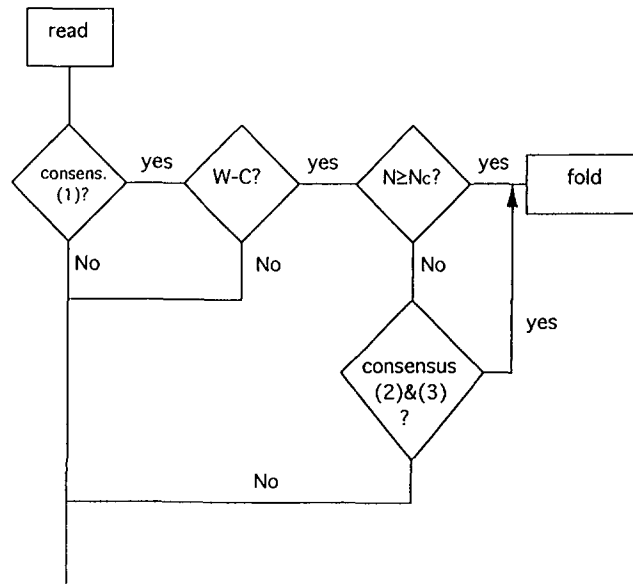 read
consens.
(1)?
yes
W-C?
yes
N≥Nc?
yes
fold
No
No
No
yes
consensus
(2)&(3)
?
No